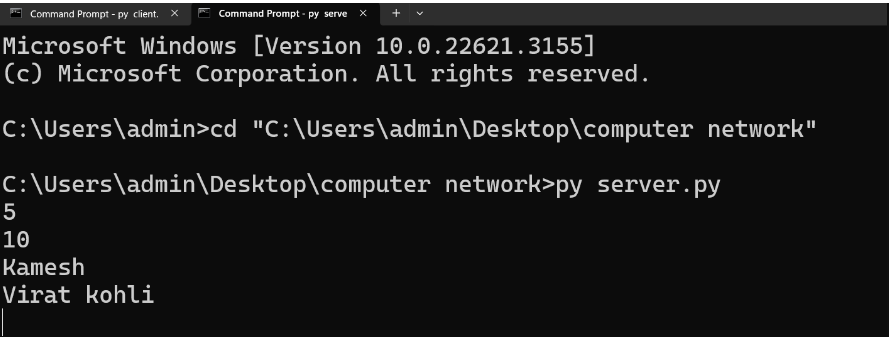 Command Prompt - py client. × Command Prompt - py serve × +
Microsoft Windows [Version 10.0.22621.3155]
(c) Microsoft Corporation. All rights reserved.
C:\Users\admin>cd "C:\Users\admin\Desktop\computer network"
C:\Users\admin\Desktop\computer network>py server.py
5
10
Kamesh
Virat kohli